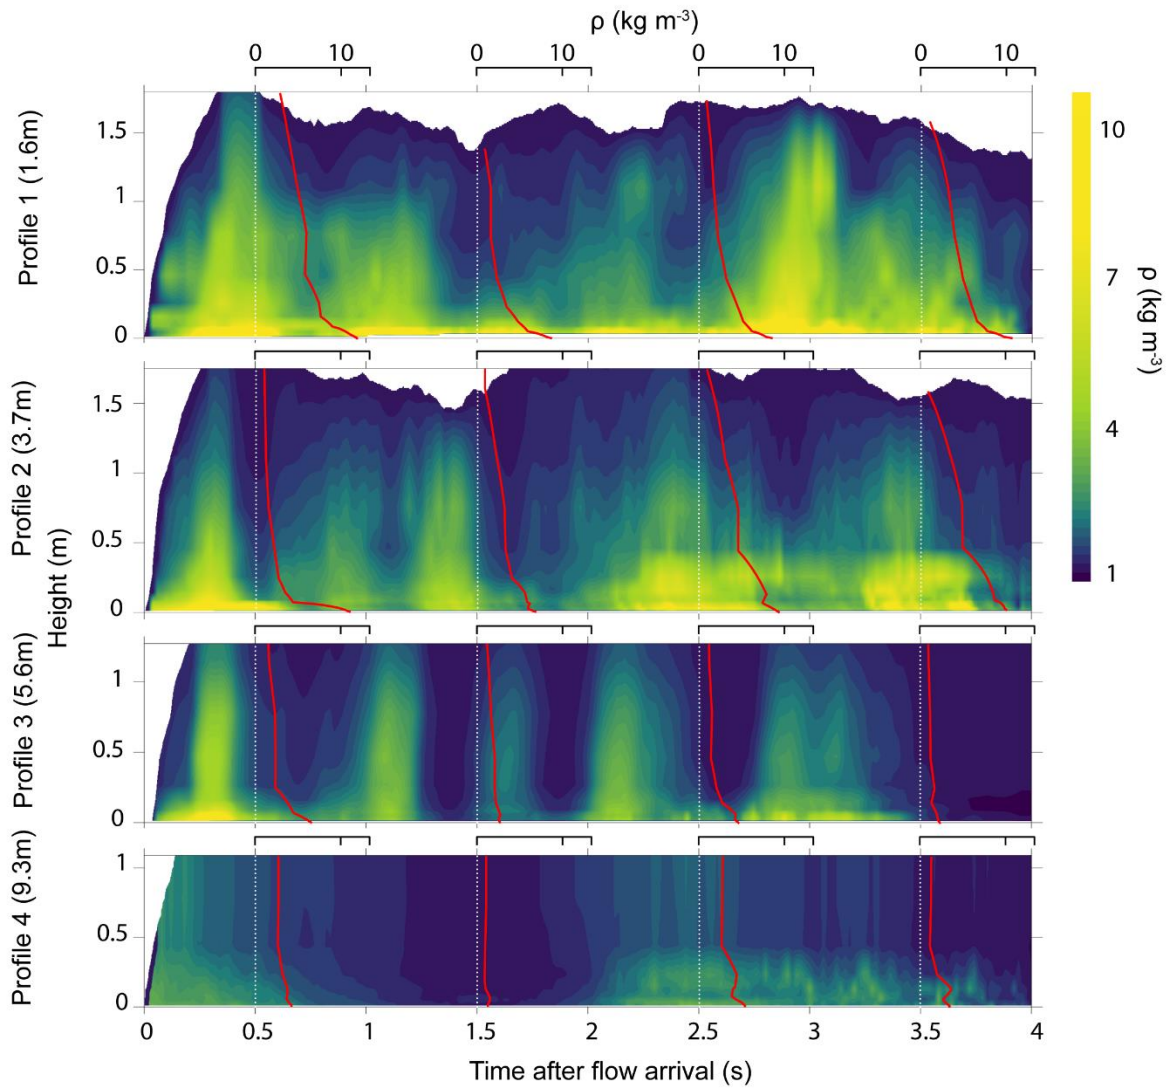 ρ (kg m-3)
0 10 0 10 0 10 0 10
Profile 1 (1.6m)
1.5
1
0.5
0
Profile 2 (3.7m)
1.5
1
0.5
0
Profile 3 (5.6m)
1
0.5
0
Profile 4 (9.3m)
1
0.5
0
Height (m)
0 0.5 1 1.5 2 2.5 3 3.5 4
Time after flow arrival (s)
10
7
4
1
ρ (kg m-3)